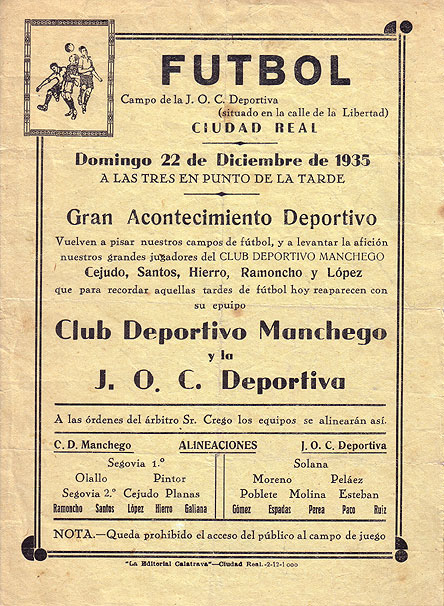 FUTBOL
Campo de la J. O. C. Deportiva
(situado en la calle de la Libertad)
CIUDAD REAL
Domingo 22 de Diciembre de 1935
A LAS TRES EN PUNTO DE LA TARDE
Gran Acontecimiento Deportivo
Vuelven a pisar nuestros campos de fútbol, y a levantar la afición
nuestros grandes jugadores del CLUB DEPORTIVO MANCHEGO
Cejudo, Santos, Hierro, Ramoncho y López
que para recordar aquellas tardes de fútbol hoy reaparecen con
su epuipo
Club Deportivo Manchego
y la
J. O. C. Deportiva
A las órdenes del árbitro Sr. Crego los equipos se alinearán así.
C. D. Manchego ALINEACIONES J. O. C. Deportiva
Segovia 1.º Solana
Olallo Pintor Moreno Peláez
Segovia 2.º Cejudo Planas Poblete Molina Esteban
Ramoncho Santos López Hierro Galiana Gómez Espadas Perea Paco Ruiz
NOTA.—Queda prohibido el acceso del público al campo de juego
"La Editorial Calatrava"—Ciudad Real.-2-12-1000